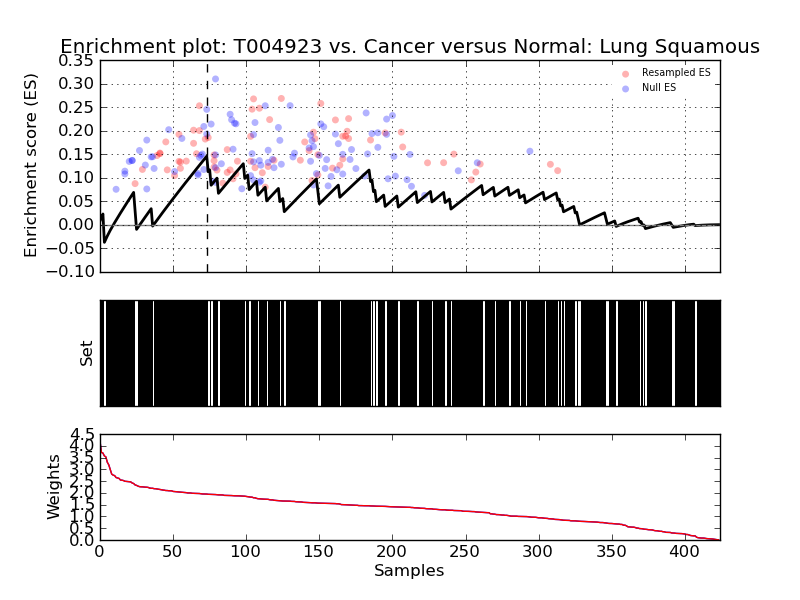 Enrichment plot: T004923 vs. Cancer versus Normal: Lung Squamous
0.35
0.30
0.25
0.20
0.15
0.10
0.05
0.00
−0.05
−0.10
Enrichment score (ES)
Resampled ES
Null ES
Set
4.5
4.0
3.5
3.0
2.5
2.0
1.5
1.0
0.5
0.0
Weights
0 50 100 150 200 250 300 350 400
Samples